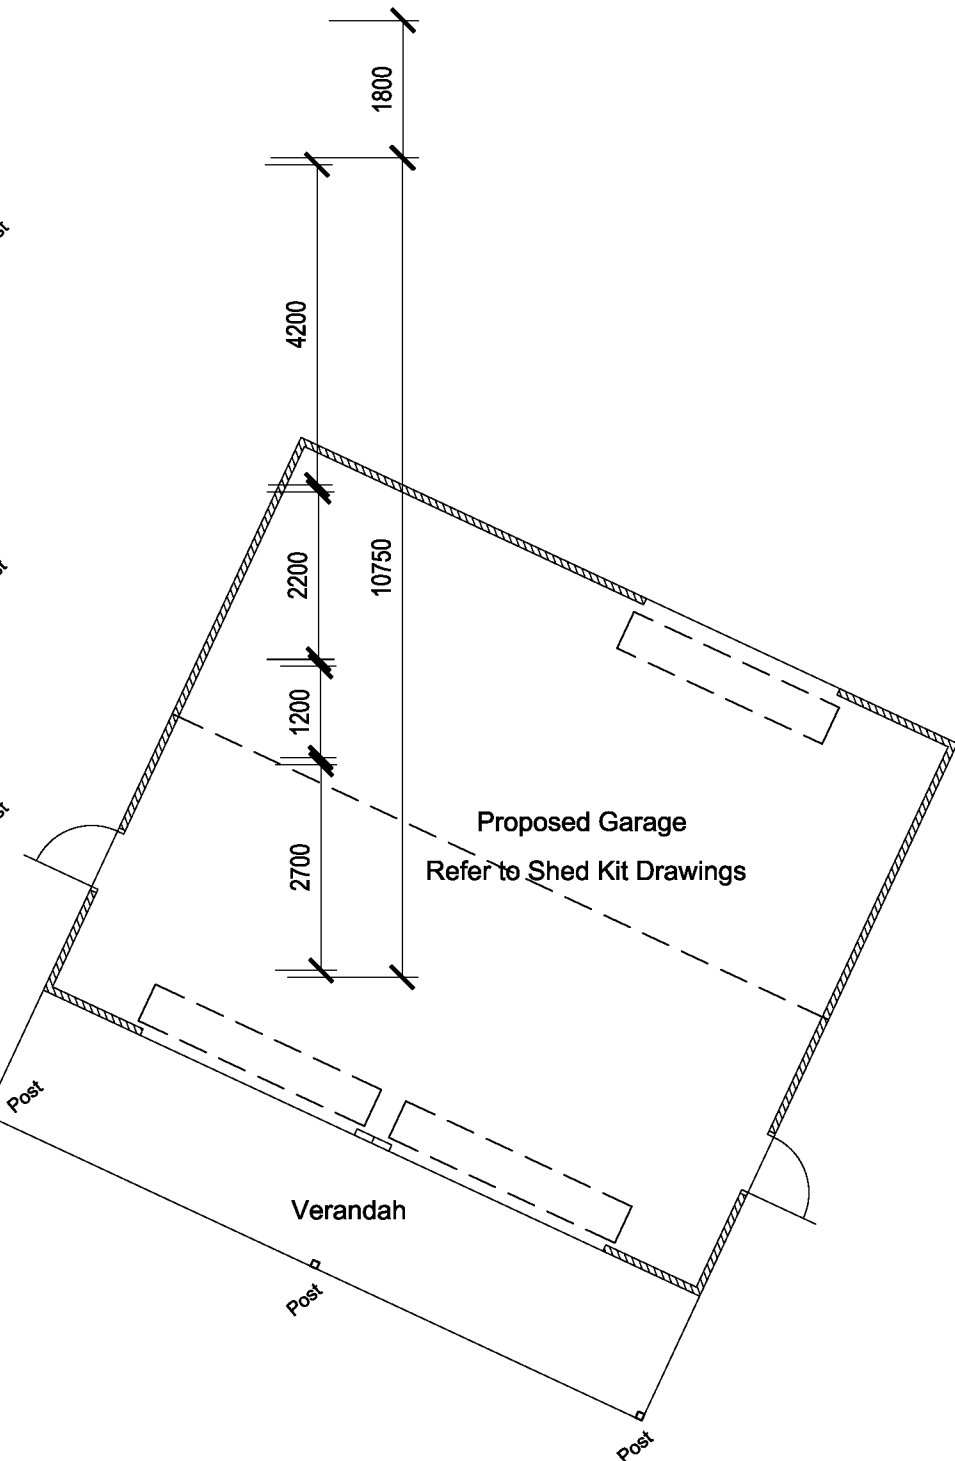 1800
4200
2200
10750
1200
Proposed Garage
2700
Refer to Shed Kit Drawings
Post
Verandah
Post
Post